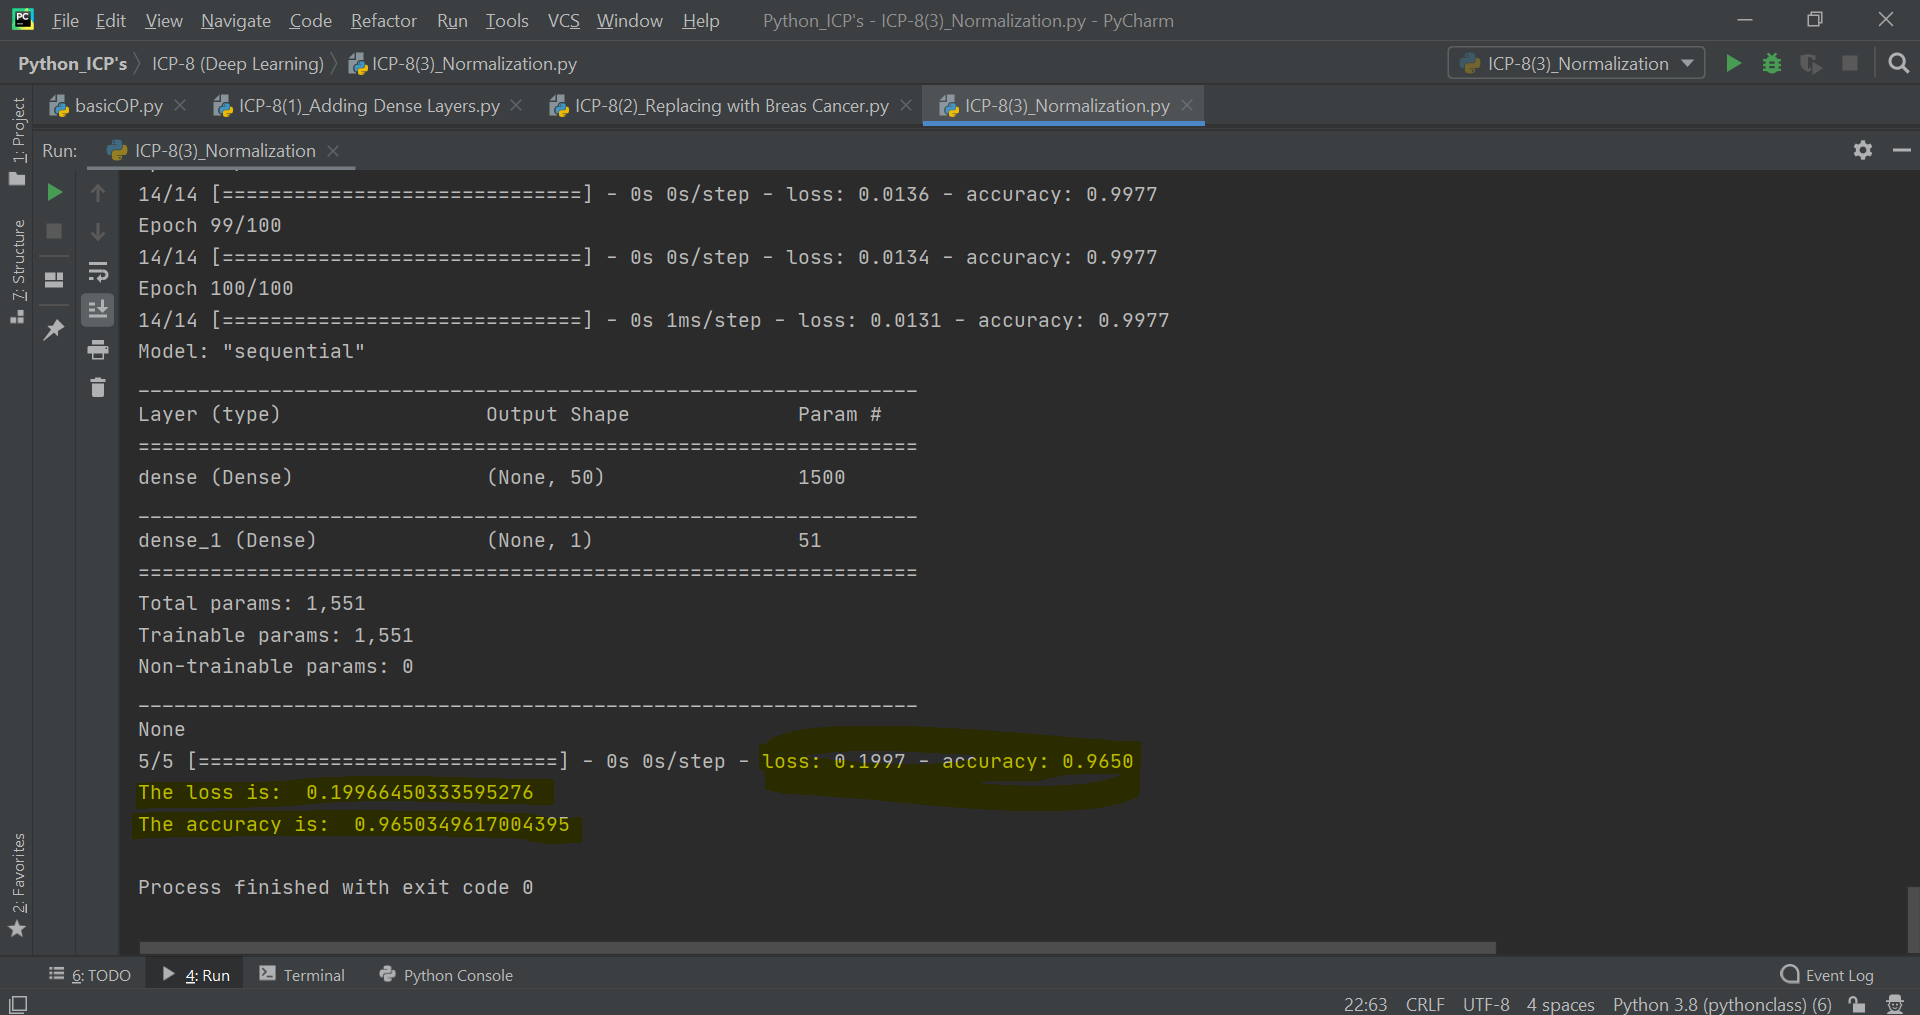 File Edit View Navigate Code Refactor Run Tools VCS Window Help Python_ICP's - ICP-8(3)_Normalization.py - PyCharm
Python_ICP's ICP-8 (Deep Learning) ICP-8(3)_Normalization.py ICP-8(3)_Normalization
basicOP.py ICP-8(1)_Adding Dense Layers.py ICP-8(2)_Replacing with Breas Cancer.py ICP-8(3)_Normalization.py
1: Project
7: Structure
2: Favorites
Run: ICP-8(3)_Normalization
14/14 [==============================] - 0s 0s/step - loss: 0.0136 - accuracy: 0.9977
Epoch 99/100
14/14 [==============================] - 0s 0s/step - loss: 0.0134 - accuracy: 0.9977
Epoch 100/100
14/14 [==============================] - 0s 1ms/step - loss: 0.0131 - accuracy: 0.9977
Model: "sequential"
_________________________________________________________________
Layer (type) Output Shape Param #
=================================================================
dense (Dense) (None, 50) 1500
_________________________________________________________________
dense_1 (Dense) (None, 1) 51
=================================================================
Total params: 1,551
Trainable params: 1,551
Non-trainable params: 0
_________________________________________________________________
None
5/5 [==============================] - 0s 0s/step - loss: 0.1997 - accuracy: 0.9650
The loss is:  0.19966450333595276
The accuracy is:  0.9650349617004395
Process finished with exit code 0
6: TODO 4: Run Terminal Python Console Event Log
22:63 CRLF UTF-8 4 spaces Python 3.8 (pythonclass) (6)